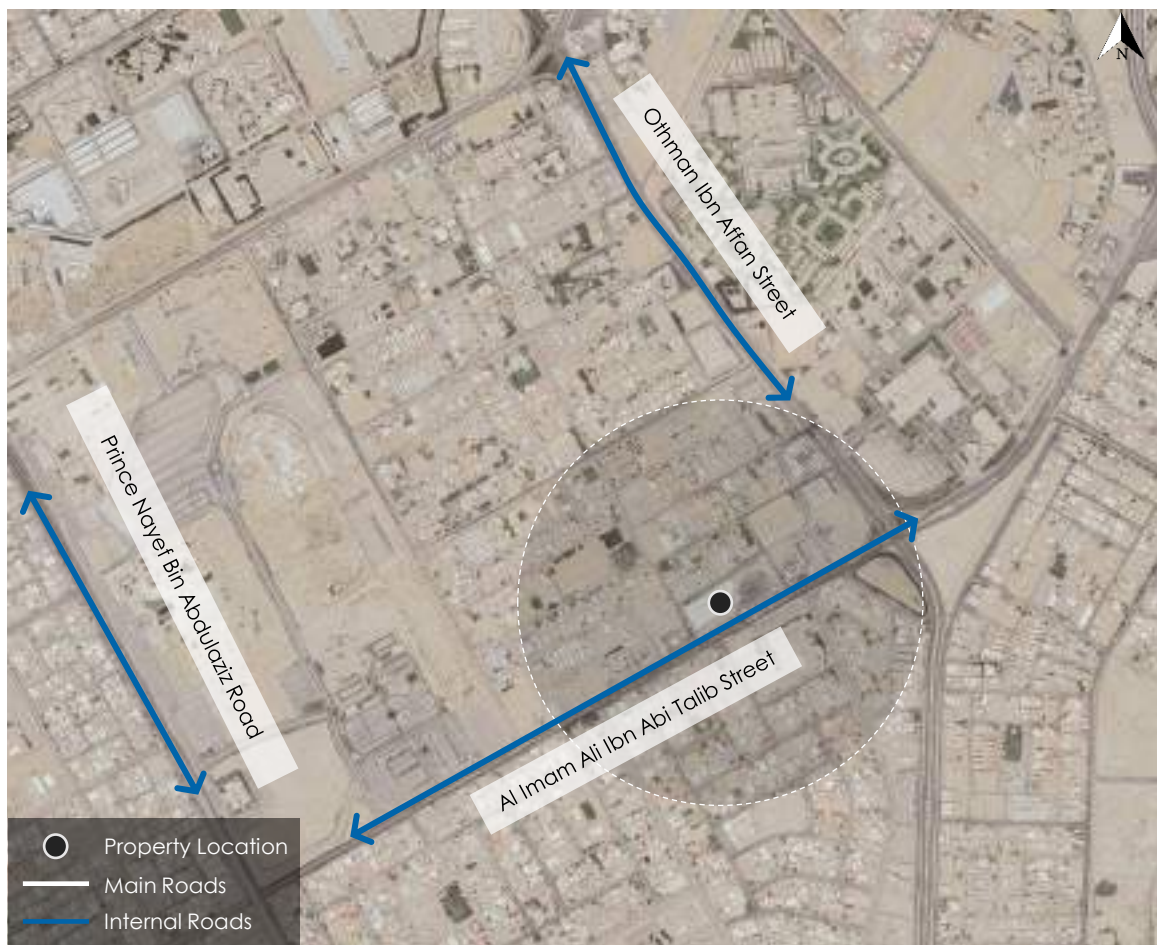 N
Othman Ibn Affan Street
Prince Nayef Bin Abdulaziz Road
Al Imam Ali Ibn Abi Talib Street
Property Location
Main Roads
Internal Roads